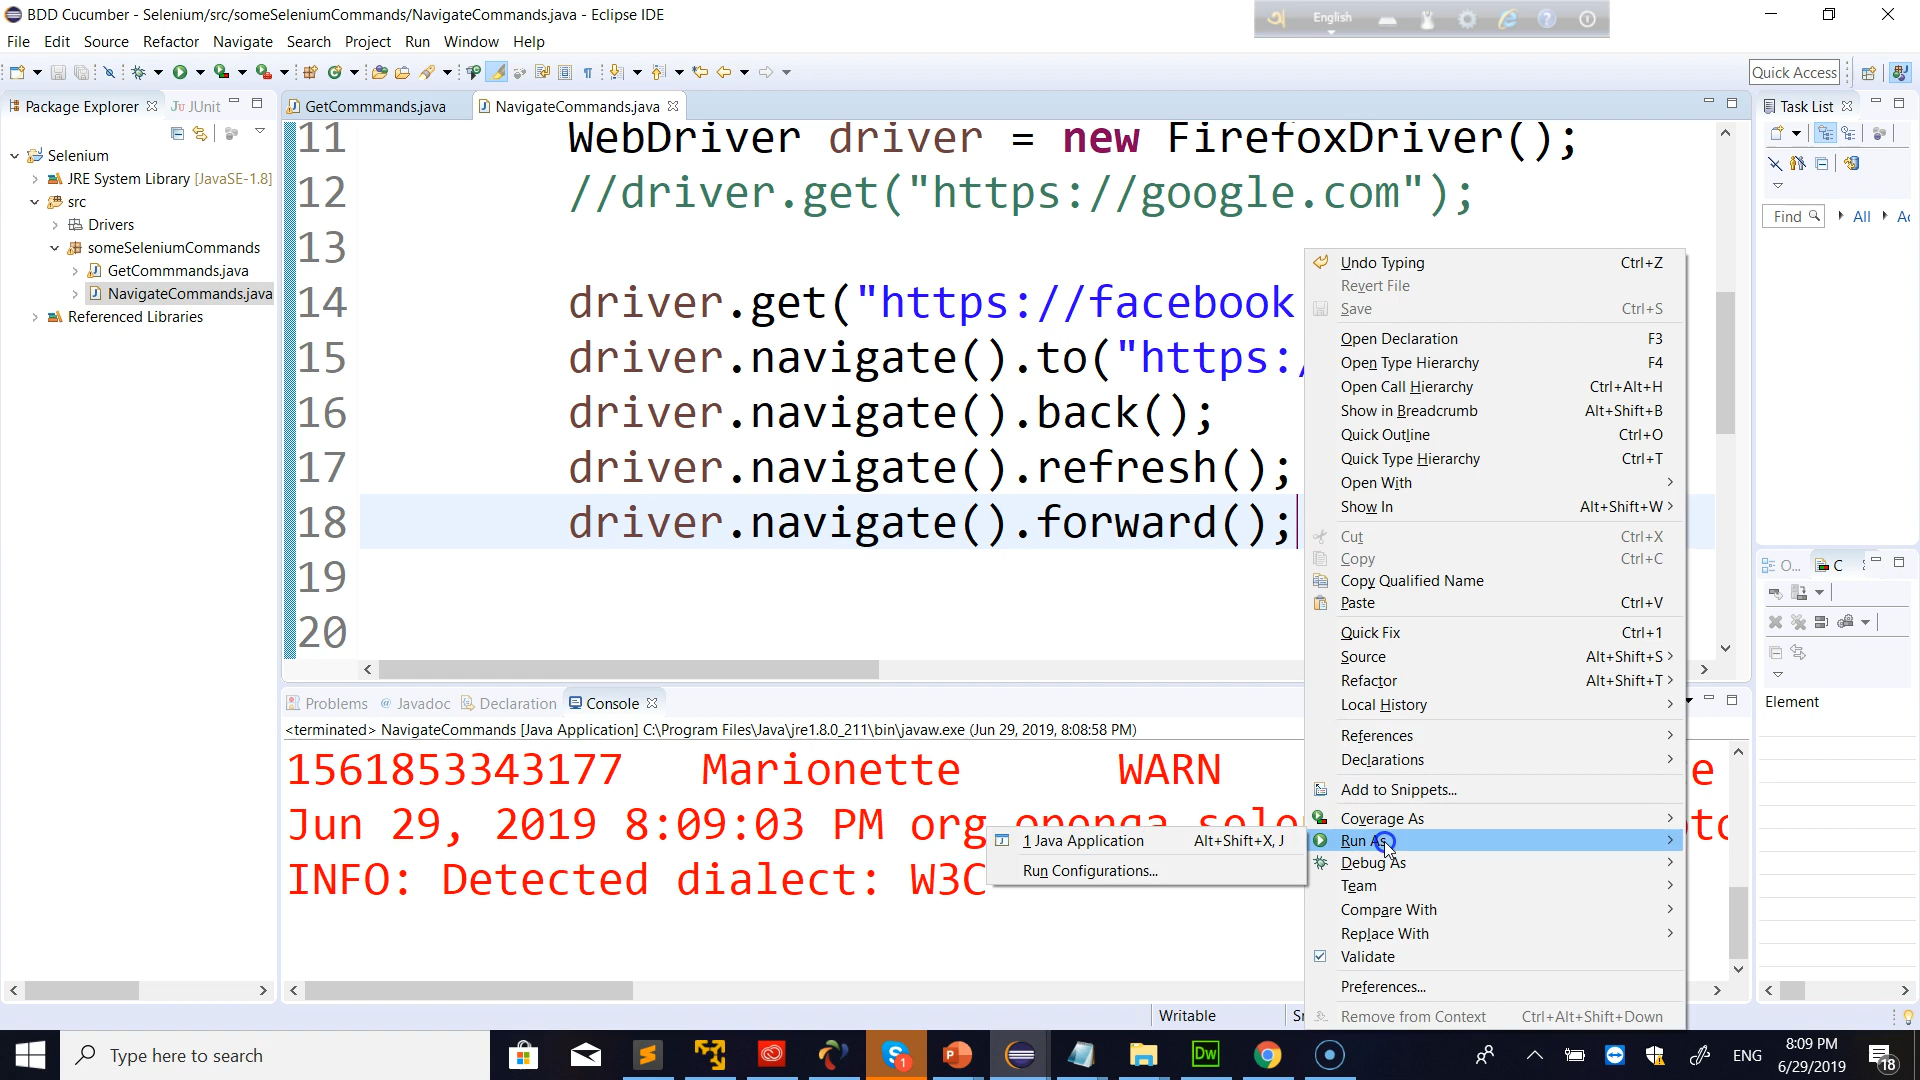 BDD Cucumber - Selenium/src/someSeleniumCommands/NavigateCommands.java - Eclipse IDE
English
File Edit Source Refactor Navigate Search Project Run Window Help
Quick Access
Package Explorer
JUnit
GetCommmands.java
NavigateCommands.java
Task List
Selenium
JRE System Library [JavaSE-1.8]
src
Drivers
someSeleniumCommands
GetCommmands.java
NavigateCommands.java
Referenced Libraries
11 WebDriver driver = new FirefoxDriver();
12 //driver.get("https://google.com");
13
14 driver.get("https://facebook
15 driver.navigate().to("https:/
16 driver.navigate().back();
17 driver.navigate().refresh();
18 driver.navigate().forward();
19
20
Undo Typing Ctrl+Z
Revert File
Save Ctrl+S
Open Declaration F3
Open Type Hierarchy F4
Open Call Hierarchy Ctrl+Alt+H
Show in Breadcrumb Alt+Shift+B
Quick Outline Ctrl+O
Quick Type Hierarchy Ctrl+T
Open With
Show In Alt+Shift+W
Cut Ctrl+X
Copy Ctrl+C
Copy Qualified Name
Paste Ctrl+V
Quick Fix Ctrl+1
Source Alt+Shift+S
Refactor Alt+Shift+T
Local History
References
Declarations
Add to Snippets...
Coverage As
Run As
Debug As
Team
Compare With
Replace With
Validate
Preferences...
Remove from Context Ctrl+Alt+Shift+Down
1 Java Application Alt+Shift+X, J
Run Configurations...
Find
All
Ac
O...
C
Element
Problems
Javadoc
Declaration
Console
<terminated> NavigateCommands [Java Application] C:\Program Files\Java\jre1.8.0_211\bin\javaw.exe (Jun 29, 2019, 8:08:58 PM)
1561853343177 Marionette WARN
Jun 29, 2019 8:09:03 PM org
INFO: Detected dialect: W3C
Writable
Type here to search
1
Dw
ENG
8:09 PM
6/29/2019
18